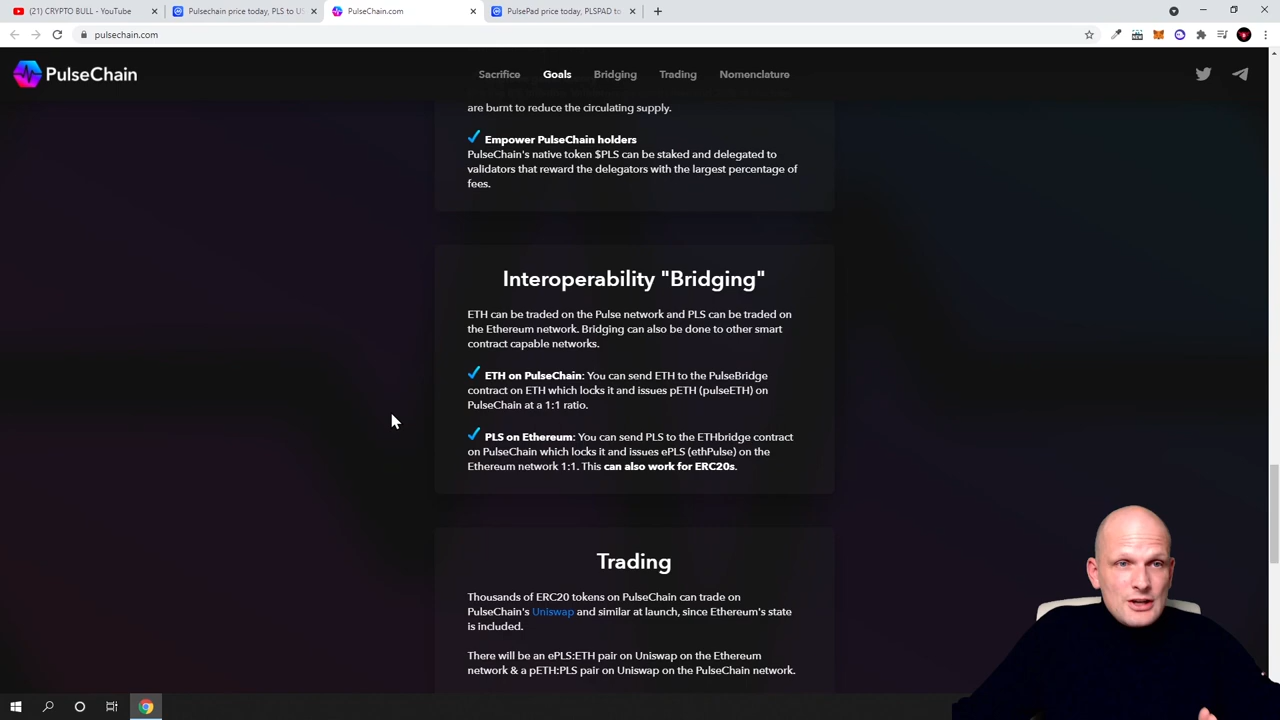 (21) CRYPTO BULL - YouTube
Pulsechain price today, PLS to US
PulseChain.com
PulsePad price today, PLSPAD to
pulsechain.com
PulseChain
Sacrifice
Goals
Bridging
Trading
Nomenclature
are burnt to reduce the circulating supply.
Empower PulseChain holders
PulseChain's native token $PLS can be staked and delegated to
validators that reward the delegators with the largest percentage of
fees.
Interoperability "Bridging"
ETH can be traded on the Pulse network and PLS can be traded on
the Ethereum network. Bridging can also be done to other smart
contract capable networks.
ETH on PulseChain: You can send ETH to the PulseBridge
contract on ETH which locks it and issues pETH (pulseETH) on
PulseChain at a 1:1 ratio.
PLS on Ethereum: You can send PLS to the ETHbridge contract
on PulseChain which locks it and issues ePLS (ethPulse) on the
Ethereum network 1:1. This can also work for ERC20s.
Trading
Thousands of ERC20 tokens on PulseChain can trade on
PulseChain's Uniswap and similar at launch, since Ethereum's state
is included.
There will be an ePLS:ETH pair on Uniswap on the Ethereum
network & a pETH:PLS pair on Uniswap on the PulseChain network.